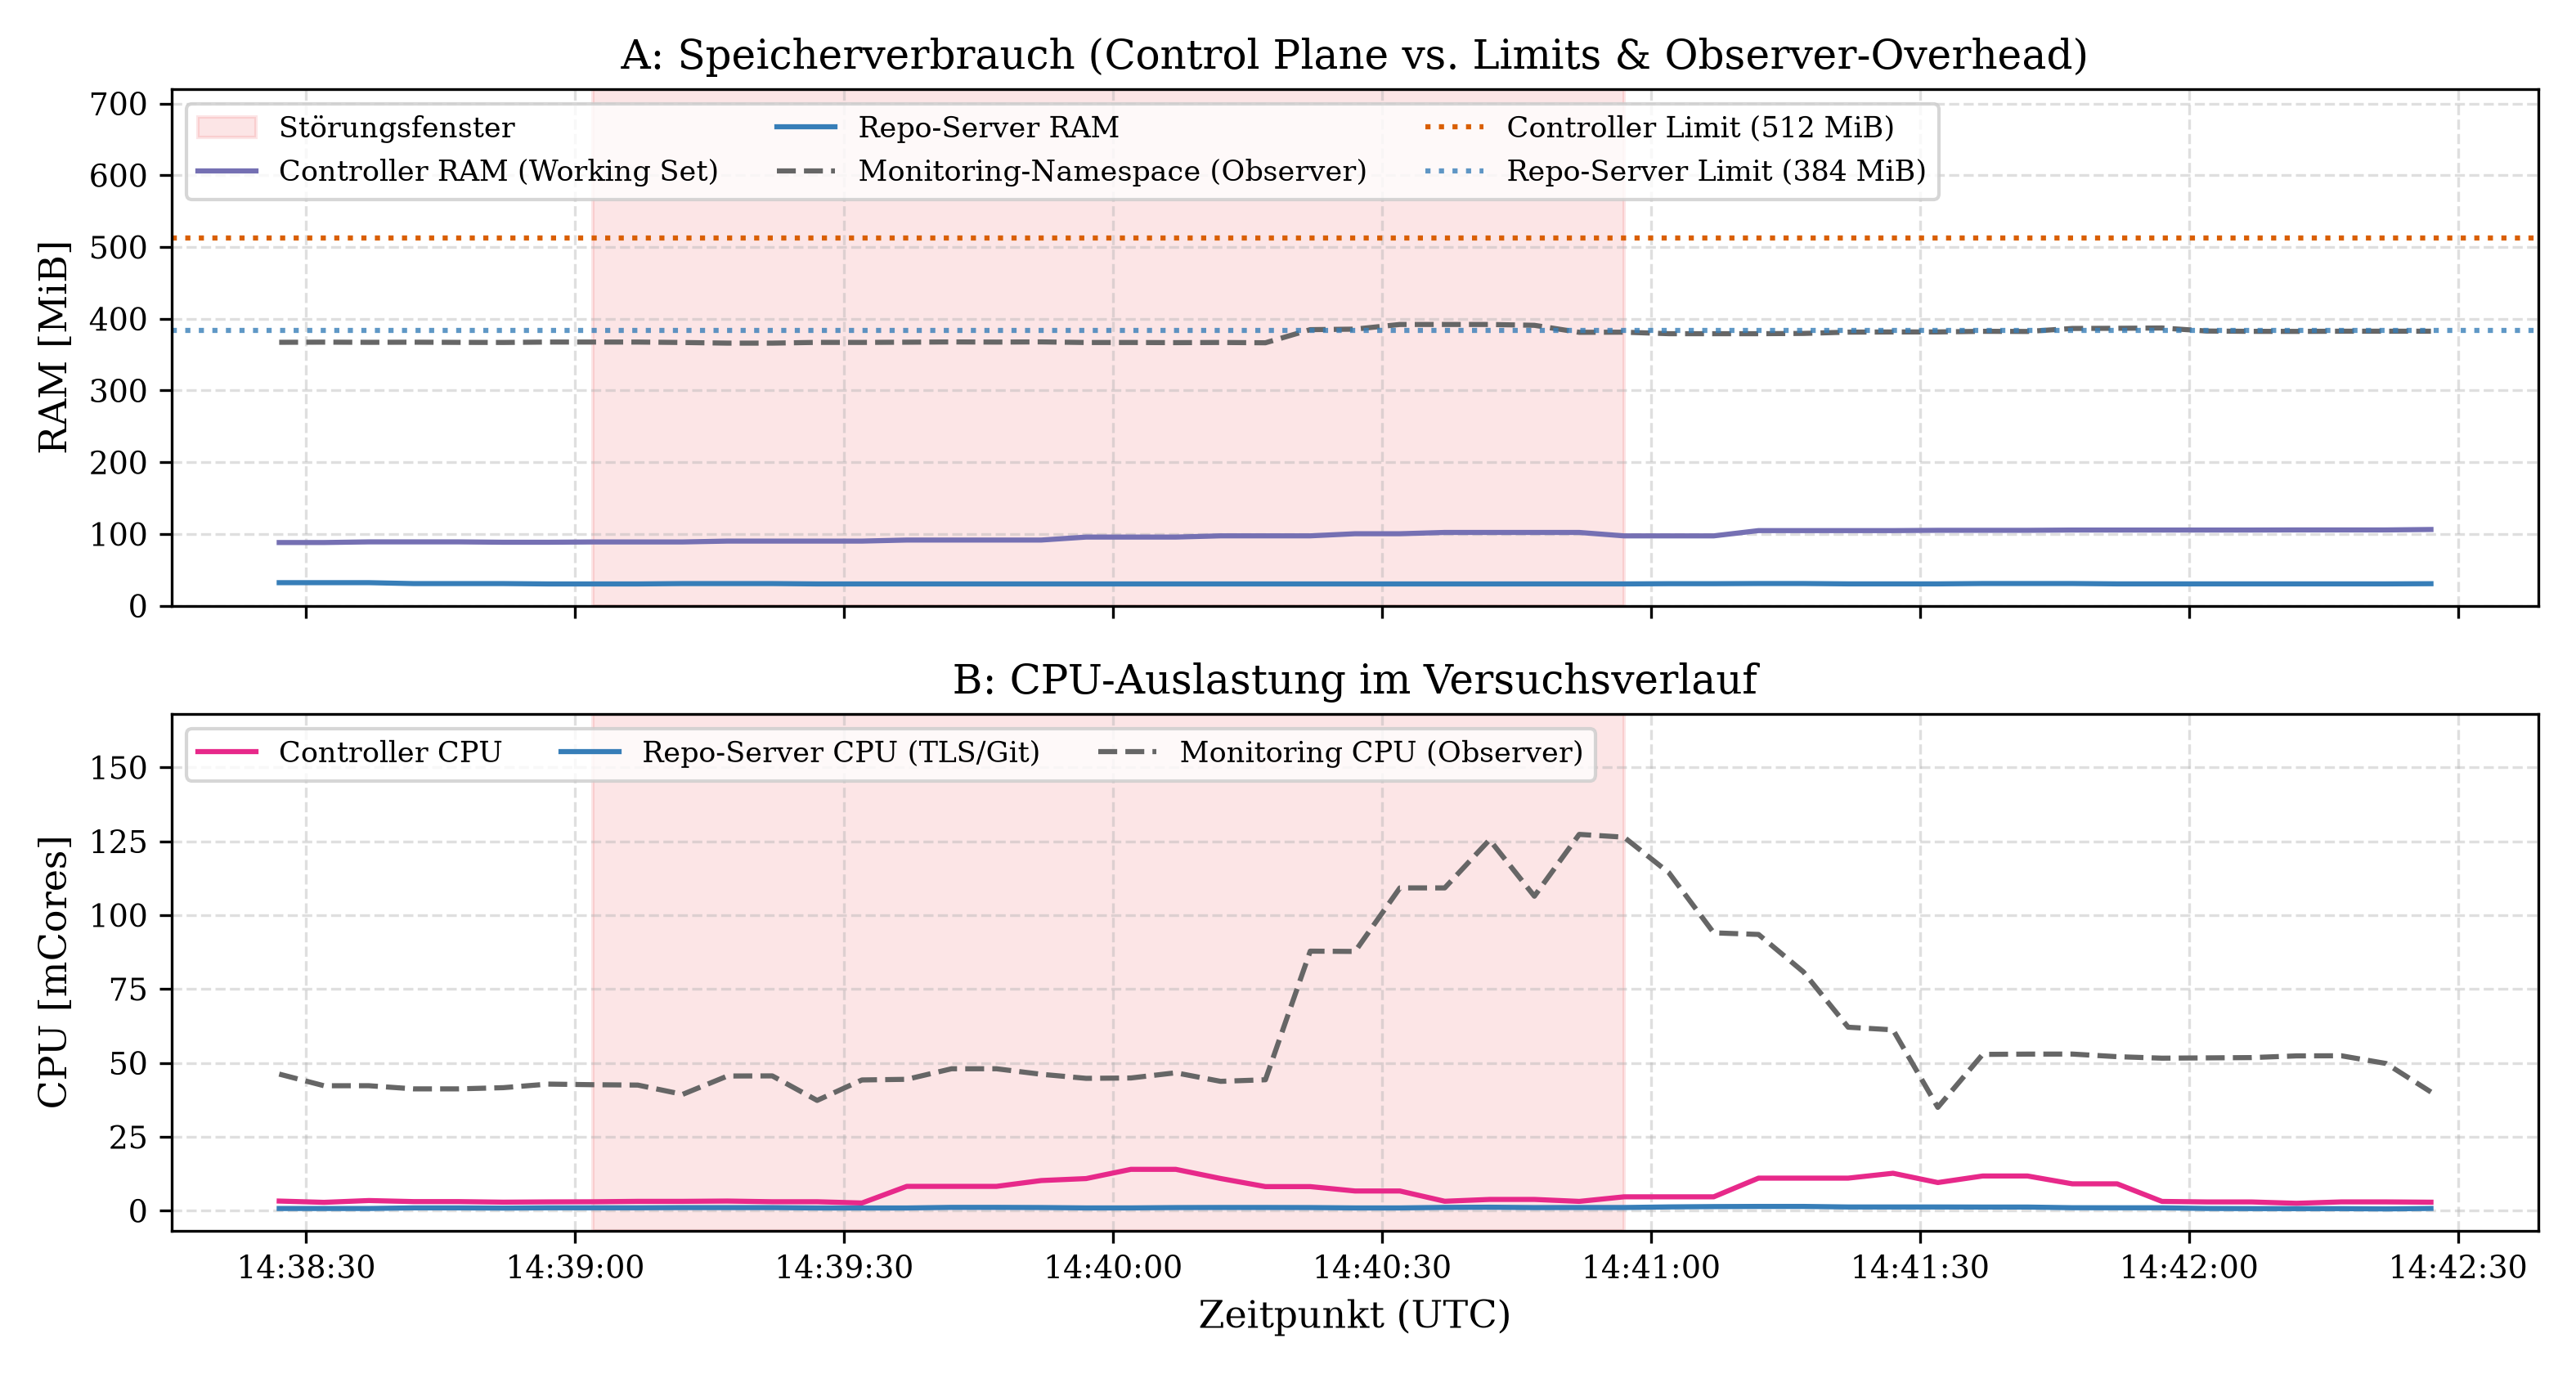 A: Speicherverbrauch (Control Plane vs. Limits & Observer-Overhead)
700
600
500
400
300
200
100
0
RAM [MiB]
Störungsfenster
Controller RAM (Working Set)
Repo-Server RAM
Monitoring-Namespace (Observer)
Controller Limit (512 MiB)
Repo-Server Limit (384 MiB)
B: CPU-Auslastung im Versuchsverlauf
150
125
100
75
50
25
0
CPU [mCores]
Controller CPU
Repo-Server CPU (TLS/Git)
Monitoring CPU (Observer)
14:38:30
14:39:00
14:39:30
14:40:00
14:40:30
14:41:00
14:41:30
14:42:00
14:42:30
Zeitpunkt (UTC)